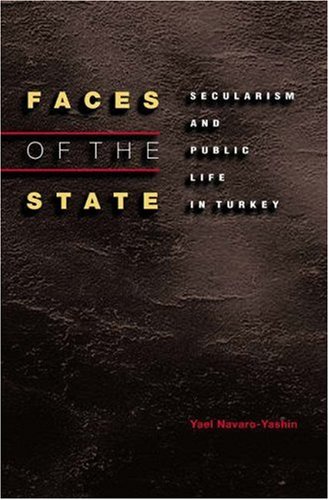 FACES
OF THE
STATE
SECULARISM
AND
PUBLIC
LIFE
IN TURKEY
Yael Navaro-Yashin